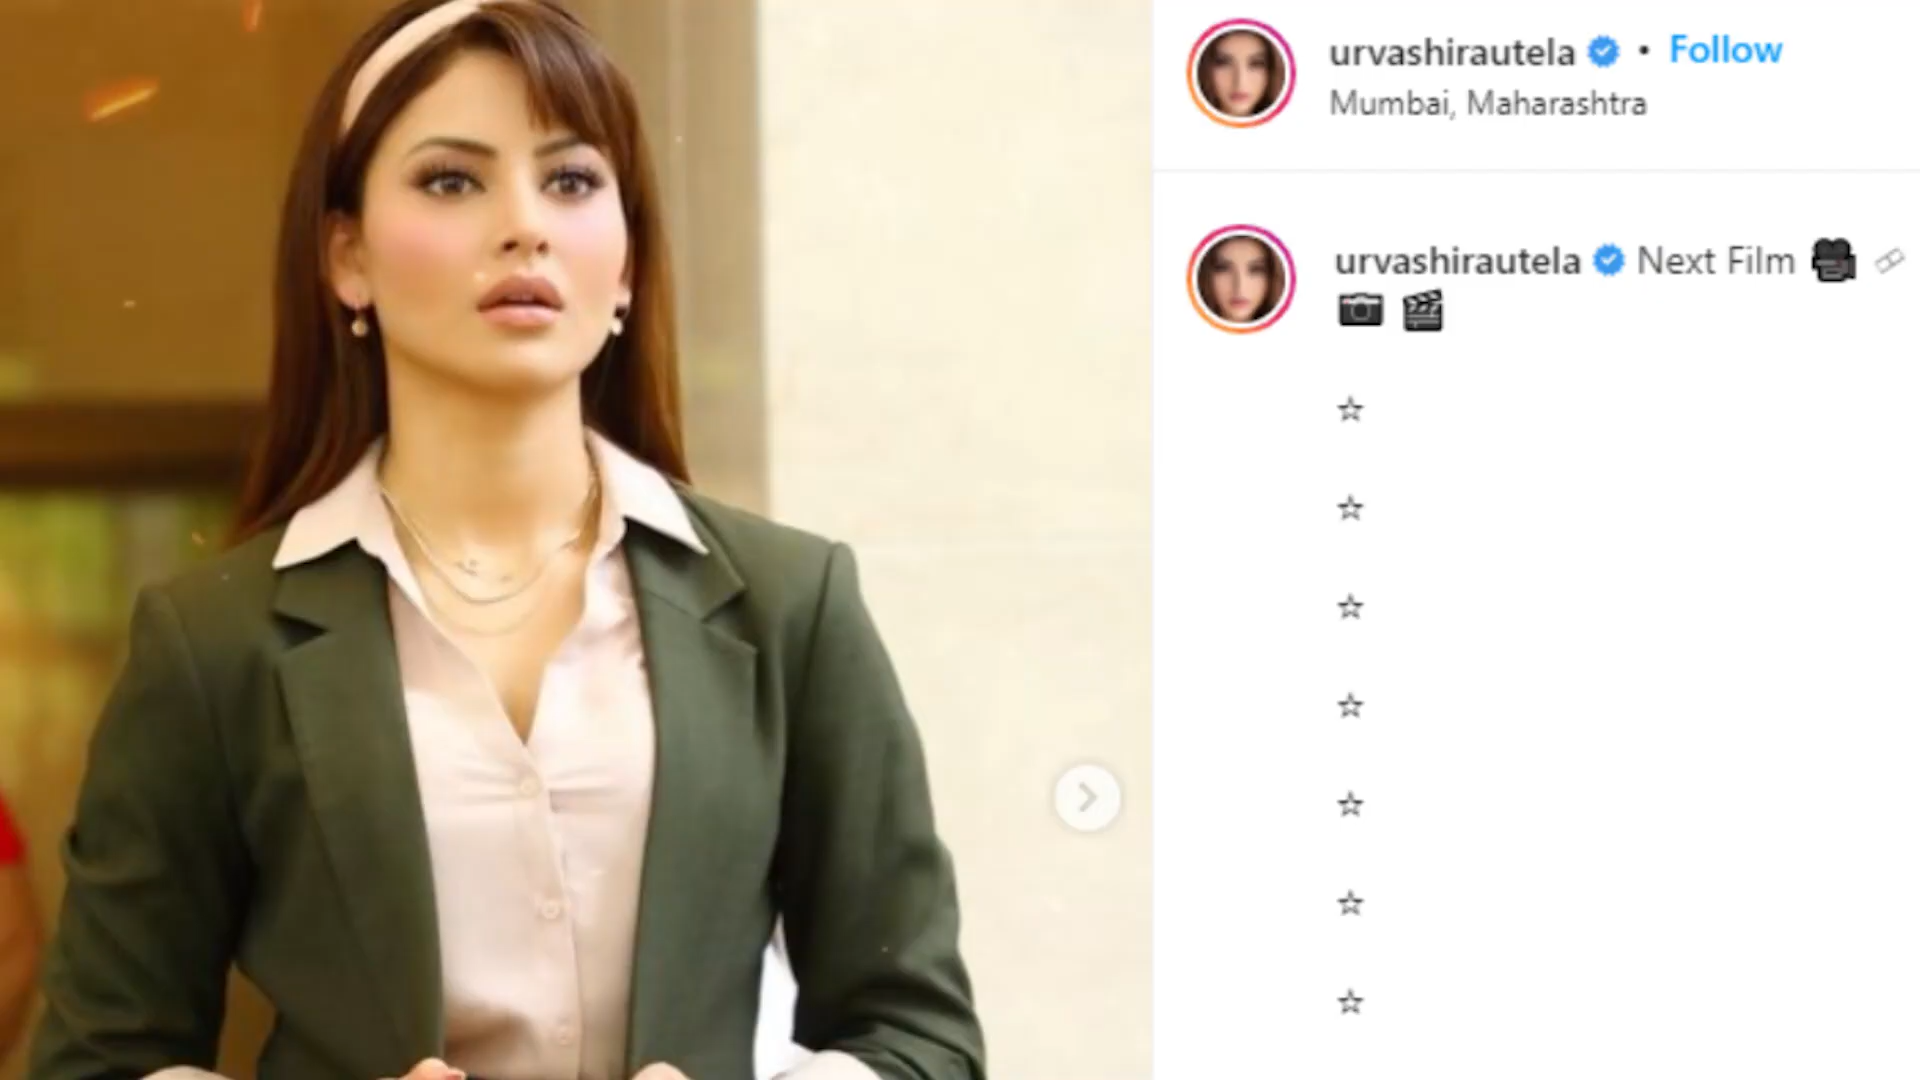 urvashirautela • Follow
Mumbai, Maharashtra
urvashirautela Next Film 🎥
📷 🎬
☆
☆
☆
☆
☆
☆
☆